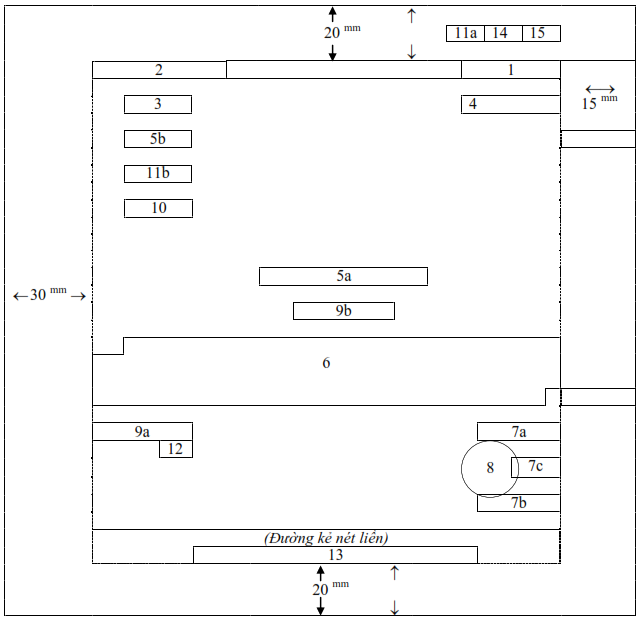 20 mm
11a 14 15
2 1
3 4
15 mm
5b
11b
10
5a
30 mm
9b
6
9a 7a
12 8 7c
7b
(Đường kẻ nét liền)
13
20 mm